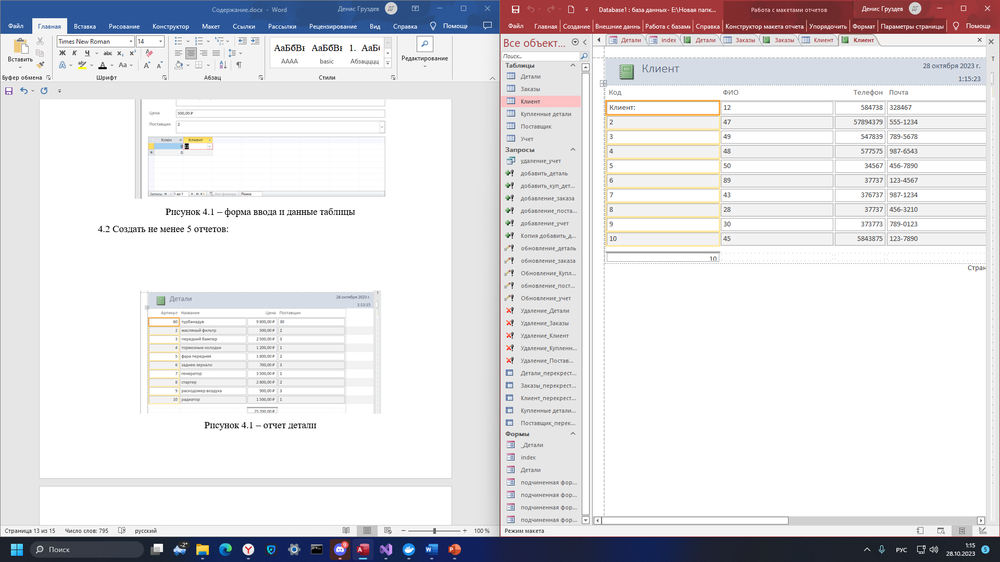 Содержание.docx - Word
Денис Груздев
ДГ
Файл
Главная
Вставка
Рисование
Конструктор
Макет
Ссылки
Рассылки
Рецензирование
Вид
Справка
Помощн
Вставить
Буфер обмена
Times New Roman
14
Ж К Ч abc x₂ x²
Aa
Шрифт
Абзац
АаБбВı АаБбВı 1. АаБб
АААА
basic
Абзацццц
Стили
Редактирование
Цена
500,00 ₽
Поставщик
2
Ключ
Клиент
0
12
0
Запись:
1 из 1
Нет фильтра
Поиск
Рисунок 4.1 – форма ввода и данные таблицы
4.2 Создать не менее 5 отчетов:
Детали
28 октября 2023 г.
1:13:15
Артикул Название Цена Поставщик
60 турбанадув 9 800,00 ₽ 30
2 масляный фильтр 500,00 ₽ 2
3 передний бампер 2 500,00 ₽ 3
4 тормозные колодки 1 200,00 ₽ 1
5 фара передняя 1 800,00 ₽ 2
6 заднее зеркало 700,00 ₽ 3
7 генератор 3 500,00 ₽ 1
8 стартер 2 800,00 ₽ 2
9 расходомер воздуха 900,00 ₽ 3
10 радиатор 1 500,00 ₽ 1
25 200,00 ₽
Рисунок 4.1 – отчет детали
Страница 13 из 15
Число слов: 795
русский
100 %
Database1 : база данных- E:\Новая папк...
Работа с макетами отчетов
Денис Груздев
ДГ
Файл
Главная
Создание
Внешние даннь
Работа с базами
Справка
Конструктор макета отчета
Упорядочить
Формат
Параметры страницы
Помощн
Все объект...
Поиск...
Таблицы
Детали
Заказы
Клиент
Купленные детали
Поставщик
Учет
Запросы
удаление_учет
добавить_деталь
добавить_куп_дет...
добавление_заказа
добавление_поста...
добавление_учет
Копия добавить_д...
обновление_деталь
обновление_заказа
Обновление_Купл...
обновление_пост...
Обновление_учет
Удаление_Детали
Удаление_Заказы
Удаление_Клиент
Удаление_Купленн...
Удаление_Постав...
Детали_перекрест...
Заказы_перекрест...
Клиент_перекрест...
Купленные детали...
Поставщик_перек...
Формы
_Детали
index
Детали
подчиненная фор...
подчиненная фор...
подчиненная фор...
подчиненная фор...
Детали
index
Детали
Заказы
Заказы
Клиент
Клиент
Клиент
28 октября 2023 г.
1:15:23
Код ФИО Телефон Почта
Клиент: 12 584738 328467
2 47 57894379 555-1234
3 49 547839 789-5678
4 48 577575 987-6543
5 50 34567 456-7890
6 89 37737 123-4567
7 43 376737 987-1234
8 28 37737 456-3210
9 30 373773 789-0123
10 45 5843875 123-7890
10
Стран
Режим макета
Поиск
-2°
9
РУС
1:15
28.10.2023
5